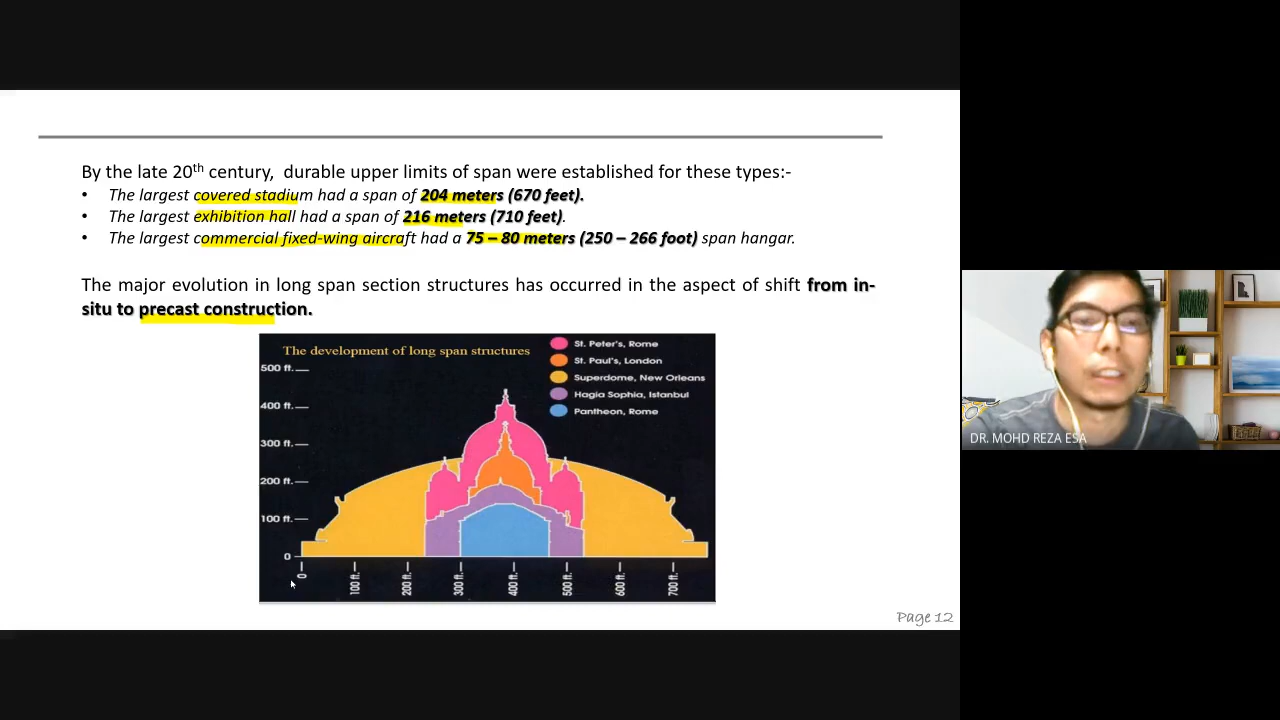 By the late 20th century, durable upper limits of span were established for these types:-
• The largest covered stadium had a span of 204 meters (670 feet).
• The largest exhibition hall had a span of 216 meters (710 feet).
• The largest commercial fixed-wing aircraft had a 75 – 80 meters (250 – 266 foot) span hangar.
The major evolution in long span section structures has occurred in the aspect of shift from in-
situ to precast construction.
The development of long span structures
St. Peter's, Rome
St. Paul's, London
Superdome, New Orleans
Hagia Sophia, Istanbul
Pantheon, Rome
500 ft.
400 ft.
300 ft.
200 ft.
100 ft.
0
0
100 ft.
200 ft.
300 ft.
400 ft.
500 ft.
600 ft.
700 ft.
Page 12
DR. MOHD REZA ESA